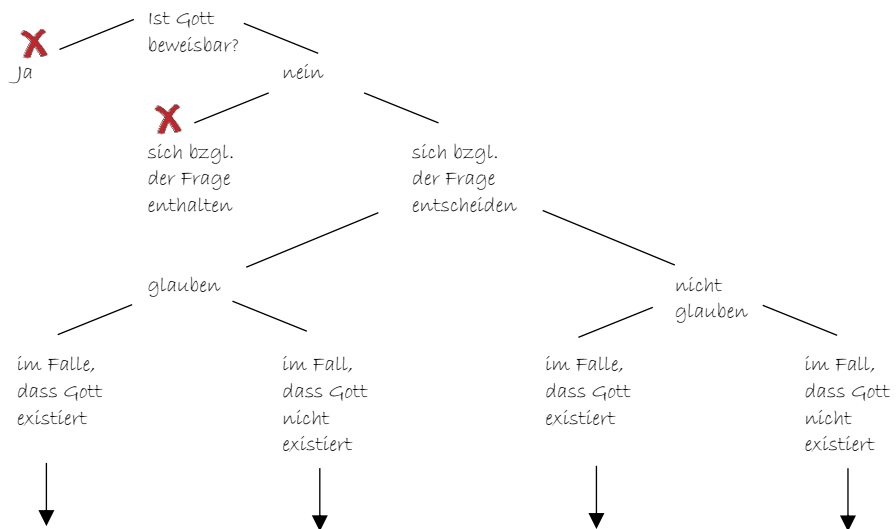 Ist Gott
beweisbar?
Ja
nein
sich bzgl.
der Frage
enthalten
sich bzgl.
der Frage
entscheiden
glauben
nicht
glauben
im Falle,
dass Gott
existiert
im Fall,
dass Gott
nicht
existiert
im Falle,
dass Gott
existiert
im Fall,
dass Gott
nicht
existiert